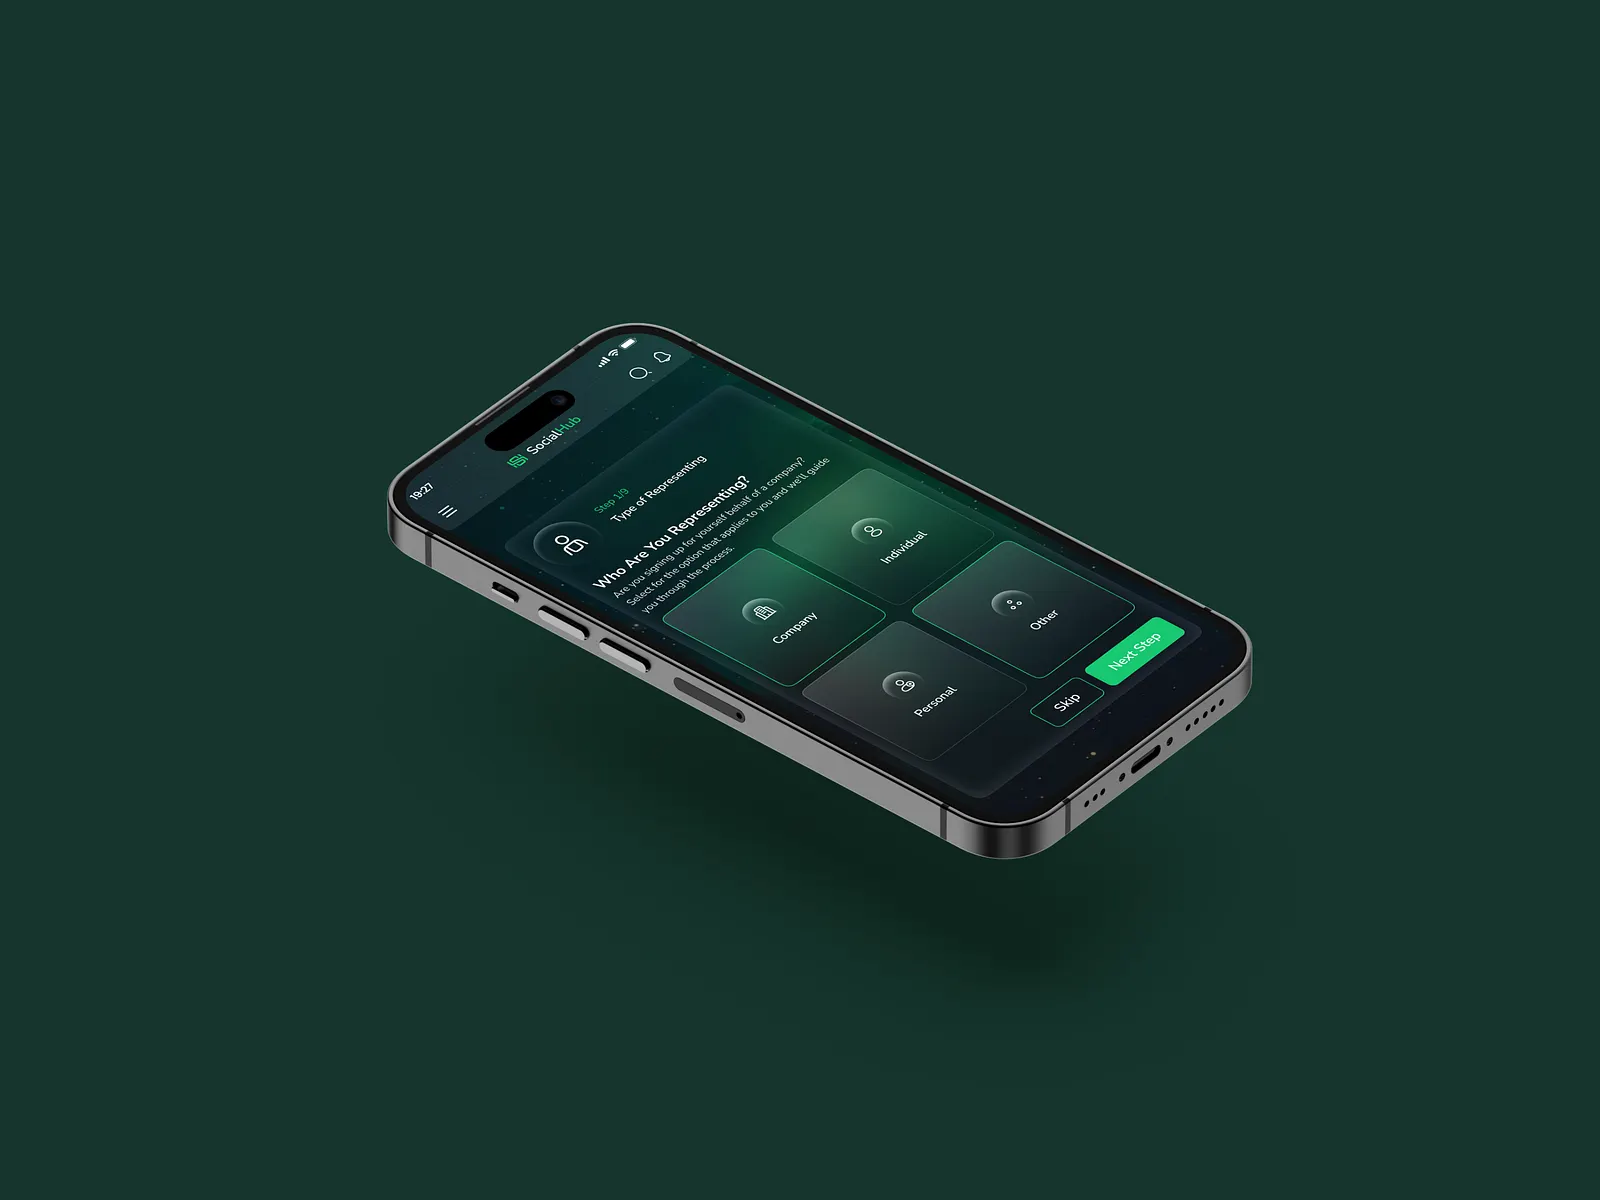 19:27
SocialHub
Step 1/9
Type of Representing
Who Are You Representing?
Are you signing up for yourself behalf of a company?
Select for the option that applies to you and we'll guide
you through the process.
Company
Individual
Personal
Other
Skip
Next Step